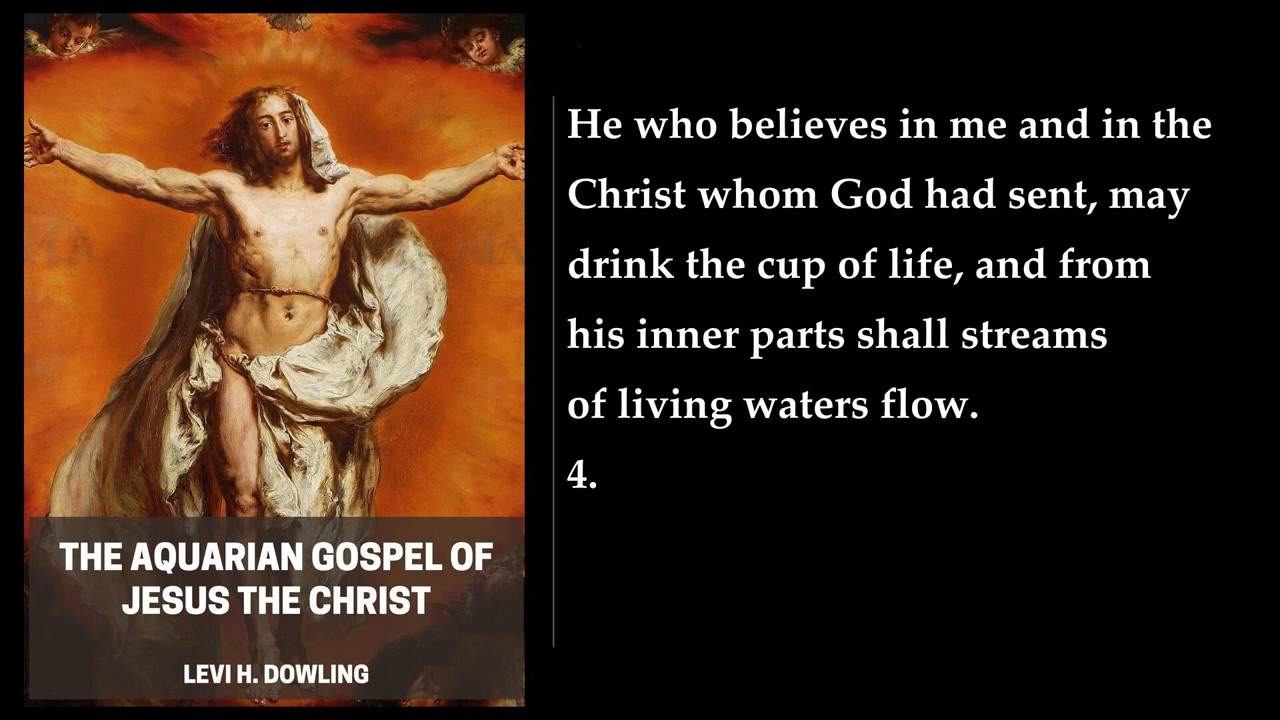 THE AQUARIAN GOSPEL OF
JESUS THE CHRIST
LEVI H. DOWLING
He who believes in me and in the
Christ whom God had sent, may
drink the cup of life, and from
his inner parts shall streams
of living waters flow.
4.